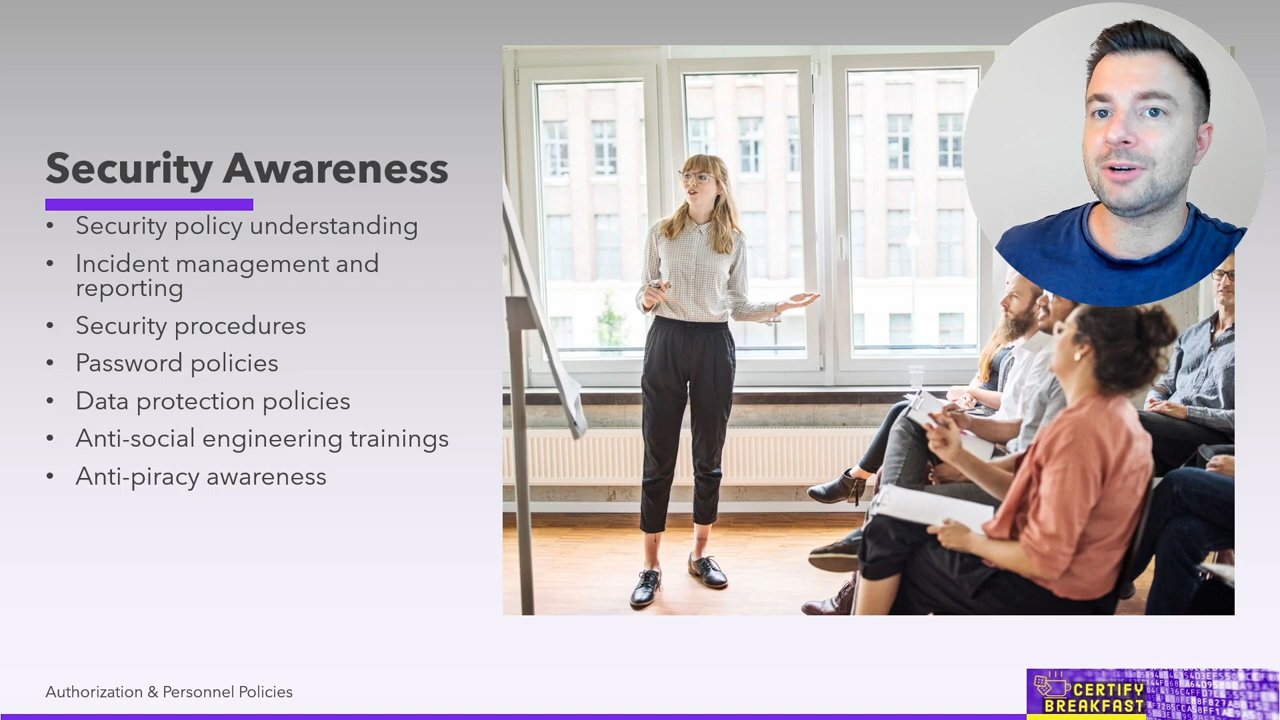 Security Awareness
• Security policy understanding
• Incident management and
reporting
• Security procedures
• Password policies
• Data protection policies
• Anti-social engineering trainings
• Anti-piracy awareness
Authorization & Personnel Policies
CERTIFY
BREAKFAST